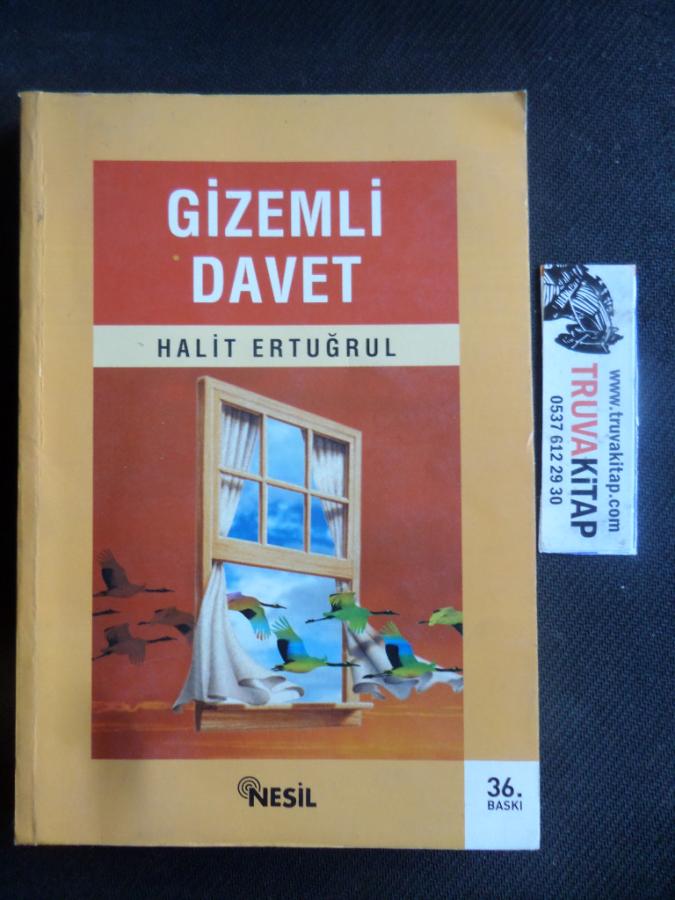 GİZEMLİ
DAVET
HALİT ERTUĞRUL
NESİL
36.
BASKI
www.truvakitap.com
TRUVAKİTAP
0537 612 29 30